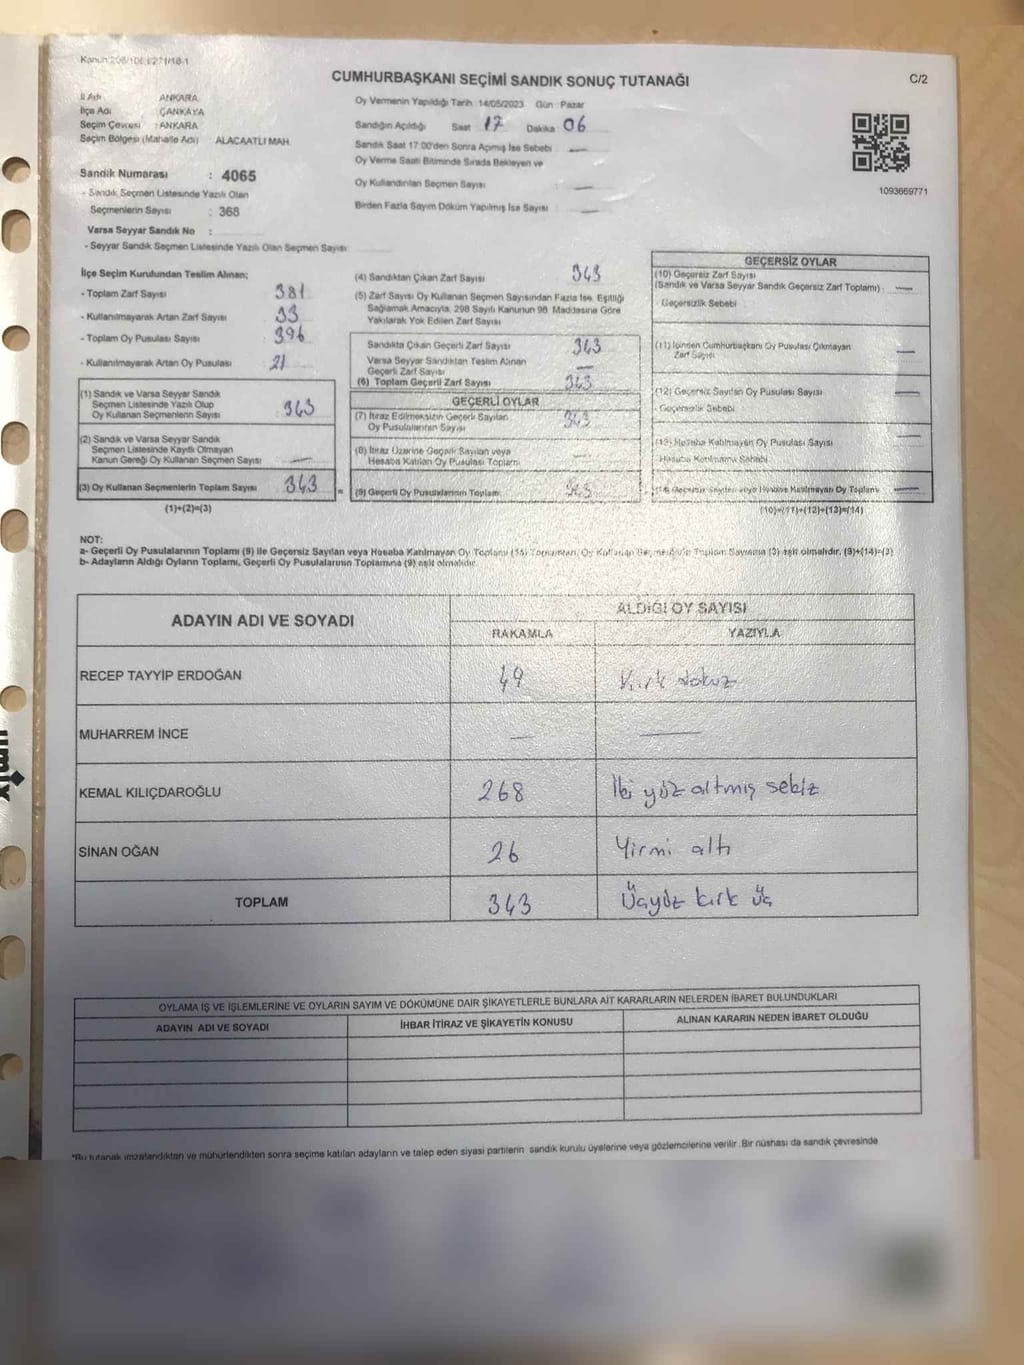 CUMHURBAŞKANI SEÇİMİ SANDIK SONUÇ TUTANAĞI
C/2
İl Adı ANKARA
İlçe Adı ÇANKAYA
Seçim Çevresi : ANKARA
Seçim Bölgesi (Mahalle Adı) ALACAATLI MAH.
Oy Vermenin Yapıldığı Tarih 14/05/2023 Gün : Pazar
Sandığın Açıldığı Saat 17 Dakika 06
Sandık Saat 17:00'den Sonra Açımış İse Sebebi : —
Oy Verme Saati Bitiminde Sırada Bekleyen ve
Oy Kullandırılan Seçmen Sayısı : —
Birden Fazla Sayım Döküm Yapılmış İse Sayısı : —
1093669771
Sandık Numarası : 4065
- Sandık Seçmen Listesinde Yazılı Olan
Seçmenlerin Sayısı : 368
Varsa Seyyar Sandık No :
- Seyyar Sandık Seçmen Listesinde Yazılı Olan Seçmen Sayısı
İlçe Seçim Kurulundan Teslim Alınan;
- Toplam Zarf Sayısı 381
- Kullanılmayarak Artan Zarf Sayısı 33
- Toplam Oy Pusulası Sayısı 396
- Kullanılmayarak Artan Oy Pusulası 21
(1) Sandık ve Varsa Seyyar Sandık
Seçmen Listesinde Yazılı Olup
Oy Kullanan Seçmenlerin Sayısı 343
(2) Sandık ve Varsa Seyyar Sandık
Seçmen Listesinde Kayıtlı Olmayan
Kanun Gereği Oy Kullanan Seçmen Sayısı —
(3) Oy Kullanan Seçmenlerin Toplam Sayısı 343 =
(1)+(2)=(3)
(4) Sandıktan Çıkan Zarf Sayısı 343
(5) Zarf Sayısı Oy Kullanan Seçmen Sayısından Fazla İse, Eşitliği
Sağlamak Amacıyla, 298 Sayılı Kanunun 98. Maddesine Göre
Yakılarak Yok Edilen Zarf Sayısı
Sandıkta Çıkan Geçerli Zarf Sayısı 343
Varsa Seyyar Sandıktan Teslim Alınan
Geçerli Zarf Sayısı —
(6) Toplam Geçerli Zarf Sayısı 343
GEÇERLİ OYLAR
(7) İtiraz Edilmeksizin Geçerli Sayılan
Oy Pusulalarının Sayısı 343
(8) İtiraz Üzerine Geçerli Sayılan veya
Hesaba Katılan Oy Pusulası Toplamı —
(9) Geçerli Oy Pusulalarının Toplamı 343
GEÇERSİZ OYLAR
(10) Geçersiz Zarf Sayısı
(Sandık ve Varsa Seyyar Sandık Geçersiz Zarf Toplamı) : —
- Geçersizlik Sebebi
(11) İçinden Cumhurbaşkanı Oy Pusulası Çıkmayan
Zarf Sayısı —
(12) Geçersiz Sayılan Oy Pusulası Sayısı —
- Geçersizlik Sebebi
(13) Hesaba Katılmayan Oy Pusulası Sayısı —
Hesaba Katılmama Sebebi
(14) Geçersiz Sayılan veya Hesaba Katılmayan Oy Toplamı —
(10)+(11)+(12)+(13)=(14)
NOT:
a- Geçerli Oy Pusulalarının Toplamı (9) ile Geçersiz Sayılan veya Hesaba Katılmayan Oy Toplamı Toplamı, Oy Kullanan Seçmenlerin Toplam Sayısına (3) eşit olmalıdır. (9)+(14)=(3)
b- Adayların Aldığı Oyların Toplamı, Geçerli Oy Pusulalarının Toplamına (9) eşit olmalıdır.
ADAYIN ADI VE SOYADI
ALDIĞI OY SAYISI
RAKAMLA YAZIYLA
RECEP TAYYİP ERDOĞAN 49 Kırk dokuz
MUHARREM İNCE — —
KEMAL KILIÇDAROĞLU 268 İki yüz altmış sekiz
SİNAN OĞAN 26 Yirmi altı
TOPLAM 343 Üçyüz kırk üç
OYLAMA İŞ VE İŞLEMLERİNE VE OYLARIN SAYIM VE DÖKÜMÜNE DAİR ŞİKAYETLERLE BUNLARA AİT KARARLARIN NELERDEN İBARET BULUNDUKLARI
ADAYIN ADI VE SOYADI İHBAR İTİRAZ VE ŞİKAYETİN KONUSU ALINAN KARARIN NEDEN İBARET OLDUĞU
*Bu tutanak imzalandıktan ve mühürlendikten sonra seçime katılan adayların ve talep eden siyasi partilerin sandık kurulu üyelerine veya gözlemcilerine verilir. Bir nüshası da sandık çevresinde